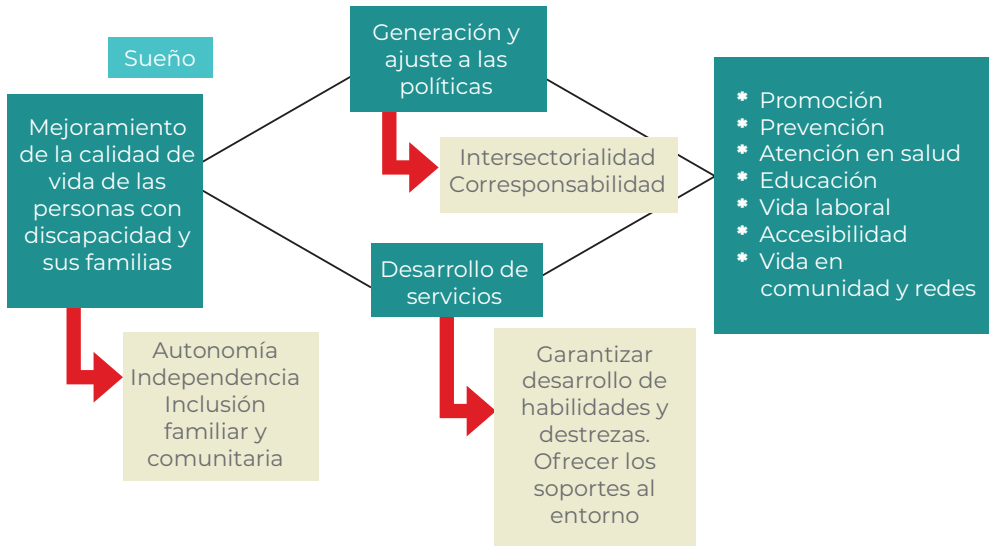 Sueño
Mejoramiento
de la calidad de
vida de las
personas con
discapacidad y
sus familias
Autonomía
Independencia
Inclusión
familiar y
comunitaria
Generación y
ajuste a las
políticas
Intersectorialidad
Corresponsabilidad
Desarrollo de
servicios
Garantizar
desarrollo de
habilidades y
destrezas.
Ofrecer los
soportes al
entorno
* Promoción
* Prevención
* Atención en salud
* Educación
* Vida laboral
* Accesibilidad
* Vida en
comunidad y redes